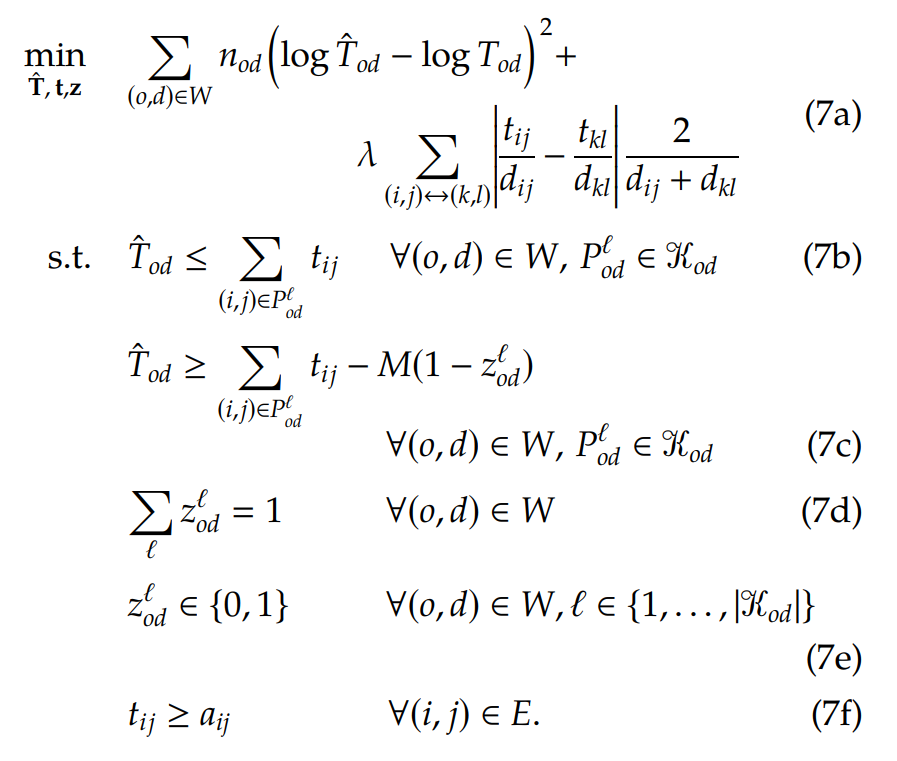 min_{T̂, t,z} ∑_{(o,d)∈W} n_{od}(log T̂_{od} − log T_{od})² +
λ ∑_{(i,j)↔(k,l)} |t_{ij}/d_{ij} − t_{kl}/d_{kl}| 2/(d_{ij} + d_{kl}) (7a)
s.t. T̂_{od} ≤ ∑_{(i,j)∈P^ℓ_{od}} t_{ij} ∀(o, d) ∈ W, P^ℓ_{od} ∈ 𝒦_{od} (7b)
T̂_{od} ≥ ∑_{(i,j)∈P^ℓ_{od}} t_{ij} − M(1 − z^ℓ_{od})
∀(o, d) ∈ W, P^ℓ_{od} ∈ 𝒦_{od} (7c)
∑_ℓ z^ℓ_{od} = 1 ∀(o, d) ∈ W (7d)
z^ℓ_{od} ∈ {0, 1} ∀(o, d) ∈ W, ℓ ∈ {1, . . . , |𝒦_{od}|}
(7e)
t_{ij} ≥ a_{ij} ∀(i, j) ∈ E. (7f)